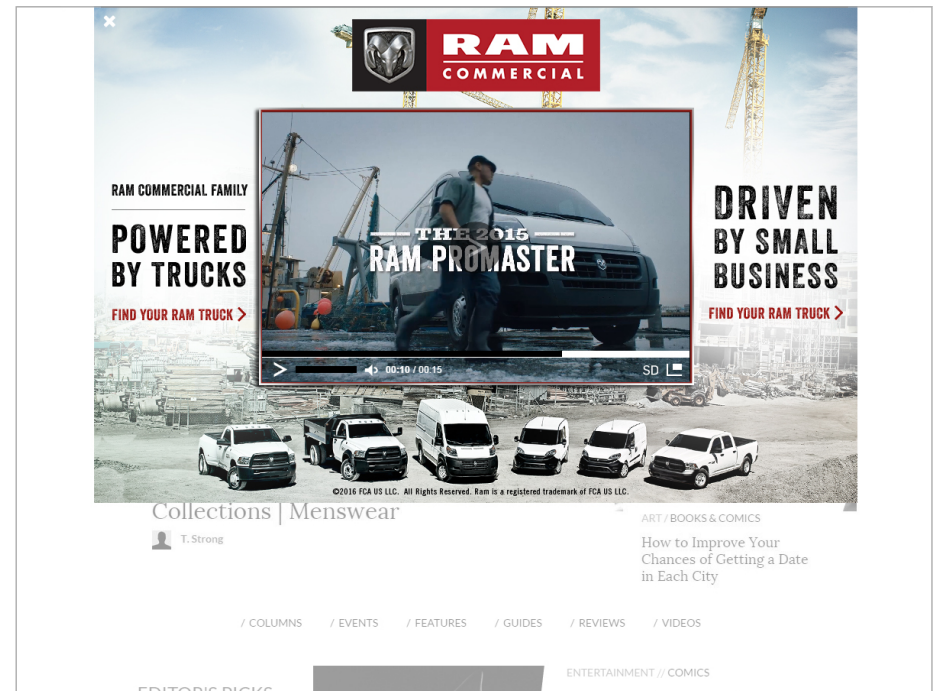 RAM
COMMERCIAL
RAM COMMERCIAL FAMILY
POWERED
BY TRUCKS
FIND YOUR RAM TRUCK
THE 2015
RAM PROMASTER
00:10 / 00:15
SD
DRIVEN
BY SMALL
BUSINESS
FIND YOUR RAM TRUCK
©2016 FCA US LLC. All Rights Reserved. Ram is a registered trademark of FCA US LLC.
Collections | Menswear
T. Strong
ART / BOOKS & COMICS
How to Improve Your
Chances of Getting a Date
in Each City
/ COLUMNS / EVENTS / FEATURES / GUIDES / REVIEWS / VIDEOS
ENTERTAINMENT // COMICS
EDITOR'S PICKS